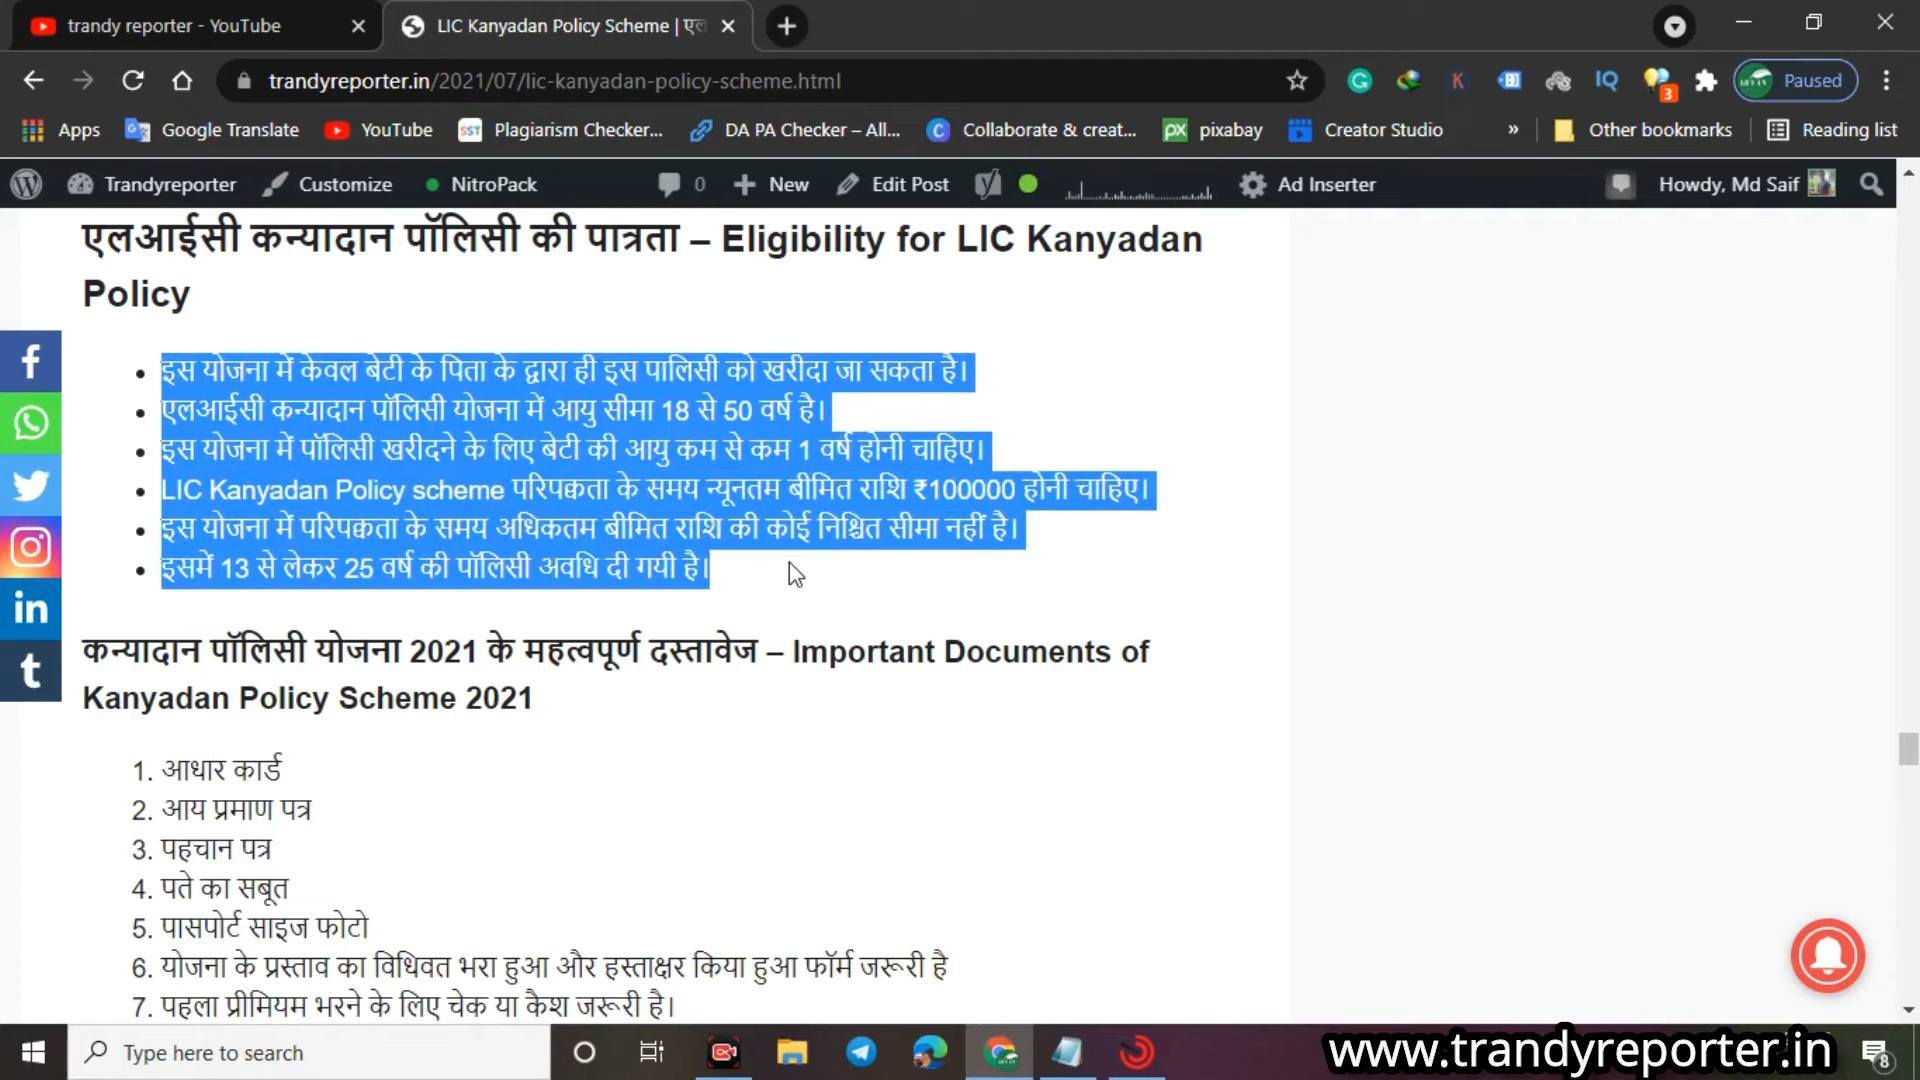 trandy reporter - YouTube
LIC Kanyadan Policy Scheme | एल
trandyreporter.in/2021/07/lic-kanyadan-policy-scheme.html
K
IQ
3
Paused
Apps
Google Translate
YouTube
SST
Plagiarism Checker...
DA PA Checker – All...
C
Collaborate & creat...
px
pixabay
Creator Studio
»
Other bookmarks
Reading list
Trandyreporter
Customize
NitroPack
0
New
Edit Post
Ad Inserter
Howdy, Md Saif
एलआईसी कन्यादान पॉलिसी की पात्रता – Eligibility for LIC Kanyadan
Policy
इस योजना में केवल बेटी के पिता के द्वारा ही इस पालिसी को खरीदा जा सकता है।
एलआईसी कन्यादान पॉलिसी योजना में आयु सीमा 18 से 50 वर्ष है।
इस योजना में पॉलिसी खरीदने के लिए बेटी की आयु कम से कम 1 वर्ष होनी चाहिए।
LIC Kanyadan Policy scheme परिपक्वता के समय न्यूनतम बीमित राशि ₹100000 होनी चाहिए।
इस योजना में परिपक्वता के समय अधिकतम बीमित राशि की कोई निश्चित सीमा नहीं है।
इसमें 13 से लेकर 25 वर्ष की पॉलिसी अवधि दी गयी है।
कन्यादान पॉलिसी योजना 2021 के महत्वपूर्ण दस्तावेज – Important Documents of
Kanyadan Policy Scheme 2021
1. आधार कार्ड
2. आय प्रमाण पत्र
3. पहचान पत्र
4. पते का सबूत
5. पासपोर्ट साइज फोटो
6. योजना के प्रस्ताव का विधिवत भरा हुआ और हस्ताक्षर किया हुआ फॉर्म जरूरी है
7. पहला प्रीमियम भरने के लिए चेक या कैश जरूरी है।
Type here to search
www.trandyreporter.in
8